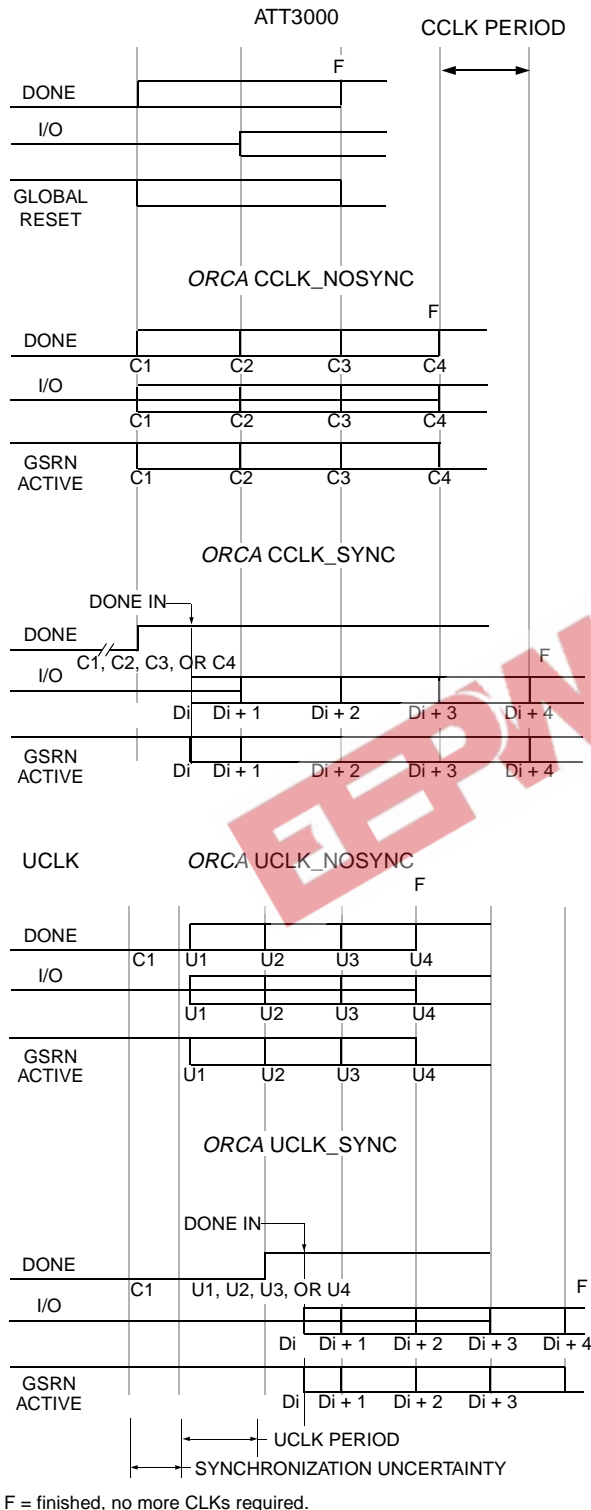 ATT3000
CCLK PERIOD
F
DONE
I/O
GLOBAL
RESET
ORCA CCLK_NOSYNC
F
DONE
C1 C2 C3 C4
I/O
GSRN
ACTIVE
C1 C2 C3 C4
ORCA CCLK_SYNC
DONE IN
DONE
C1, C2, C3, OR C4
F
I/O
Di Di + 1 Di + 2 Di + 3 Di + 4
GSRN
ACTIVE
Di Di + 1 Di + 2 Di + 3 Di + 4
EEPW
UCLK
ORCA UCLK_NOSYNC
F
DONE
C1 U1 U2 U3 U4
I/O
U1 U2 U3 U4
GSRN
ACTIVE
U1 U2 U3 U4
ORCA UCLK_SYNC
DONE IN
DONE
C1 U1, U2, U3, OR U4
F
I/O
Di Di + 1 Di + 2 Di + 3 Di + 4
GSRN
ACTIVE
Di Di + 1 Di + 2 Di + 3
UCLK PERIOD
SYNCHRONIZATION UNCERTAINTY
F = finished, no more CLKs required.